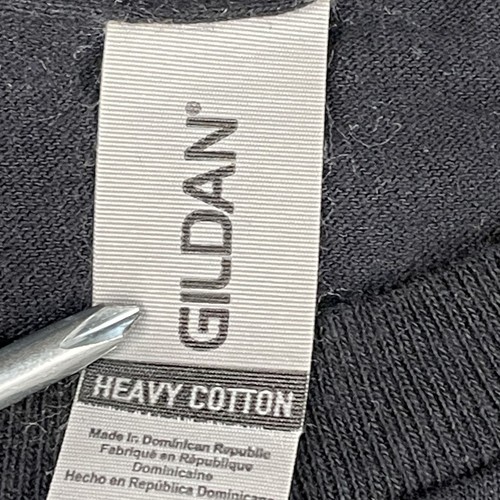 GILDAN®
HEAVY COTTON
Made in Dominican Republic
Fabriqué en République
Dominicaine
Hecho en República Dominicana